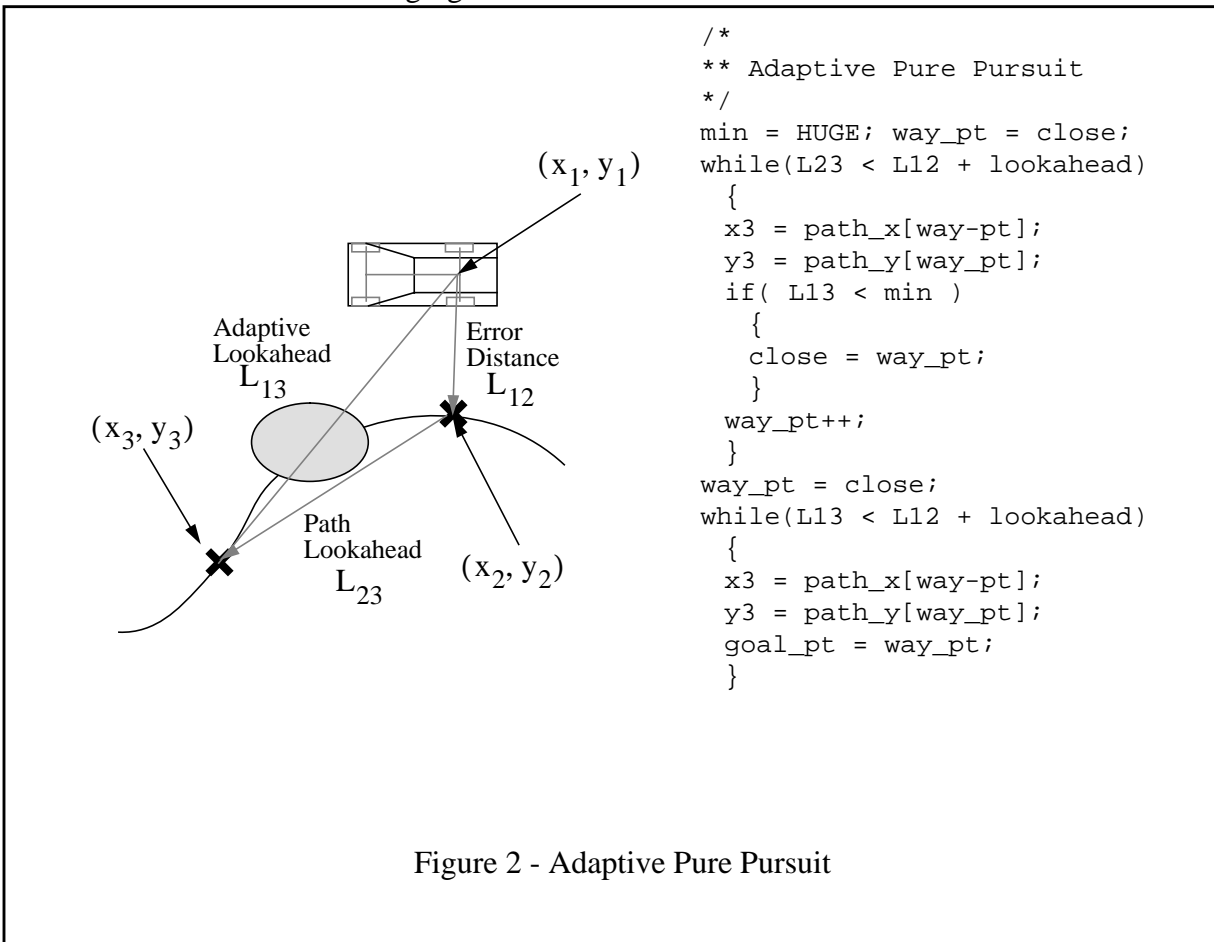 /*
** Adaptive Pure Pursuit
*/
min = HUGE; way_pt = close;
while(L23 < L12 + lookahead)
{
x3 = path_x[way-pt];
y3 = path_y[way_pt];
if( L13 < min )
{
close = way_pt;
}
way_pt++;
}
way_pt = close;
while(L13 < L12 + lookahead)
{
x3 = path_x[way-pt];
y3 = path_y[way_pt];
goal_pt = way_pt;
}
(x1, y1)
Adaptive
Lookahead
L13
Error
Distance
L12
(x3, y3)
Path
Lookahead
L23
(x2, y2)
Figure 2 - Adaptive Pure Pursuit